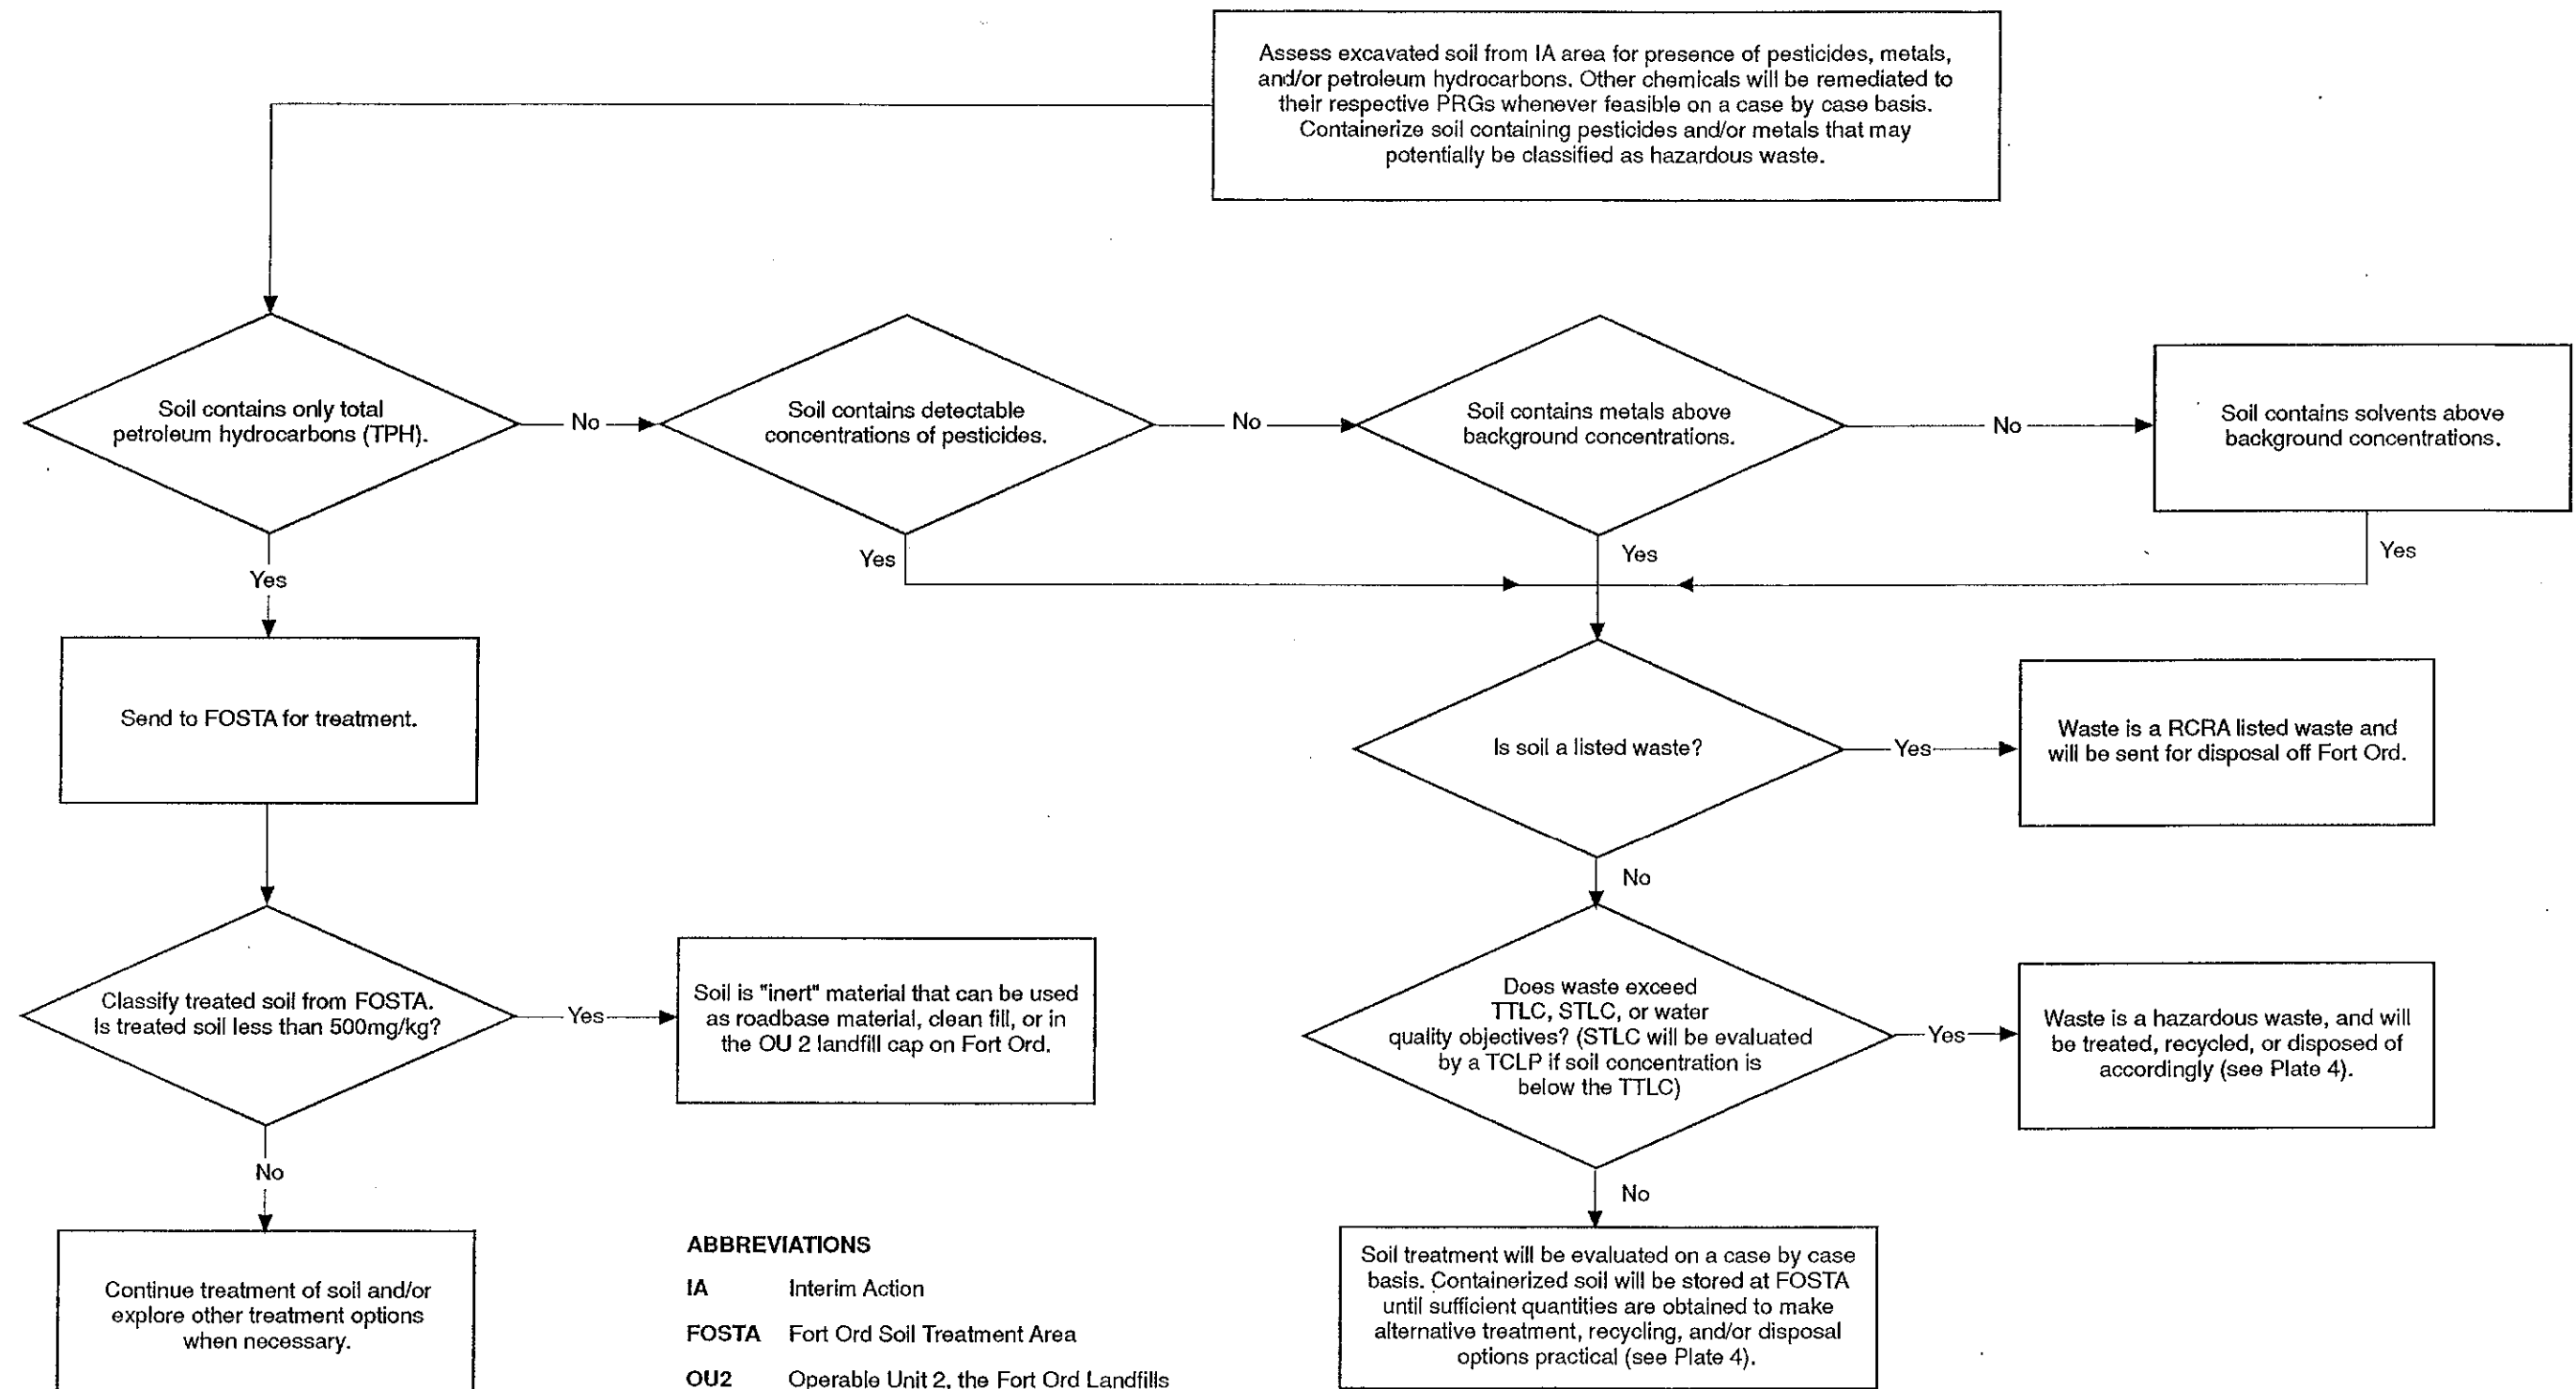 Assess excavated soil from IA area for presence of pesticides, metals,
and/or petroleum hydrocarbons. Other chemicals will be remediated to
their respective PRGs whenever feasible on a case by case basis.
Containerize soil containing pesticides and/or metals that may
potentially be classified as hazardous waste.
Soil contains only total
petroleum hydrocarbons (TPH).
No
Soil contains detectable
concentrations of pesticides.
No
Soil contains metals above
background concentrations.
No
Soil contains solvents above
background concentrations.
Yes
Yes
Yes
Yes
Send to FOSTA for treatment.
Is soil a listed waste?
Yes
Waste is a RCRA listed waste and
will be sent for disposal off Fort Ord.
No
Classify treated soil from FOSTA.
Is treated soil less than 500mg/kg?
Yes
Soil is "inert" material that can be used
as roadbase material, clean fill, or in
the OU 2 landfill cap on Fort Ord.
Does waste exceed
TTLC, STLC, or water
quality objectives? (STLC will be evaluated
by a TCLP if soil concentration is
below the TTLC)
Yes
Waste is a hazardous waste, and will
be treated, recycled, or disposed of
accordingly (see Plate 4).
No
No
Continue treatment of soil and/or
explore other treatment options
when necessary.
ABBREVIATIONS
IA Interim Action
FOSTA Fort Ord Soil Treatment Area
OU2 Operable Unit 2, the Fort Ord Landfills
Soil treatment will be evaluated on a case by case
basis. Containerized soil will be stored at FOSTA
until sufficient quantities are obtained to make
alternative treatment, recycling, and/or disposal
options practical (see Plate 4).